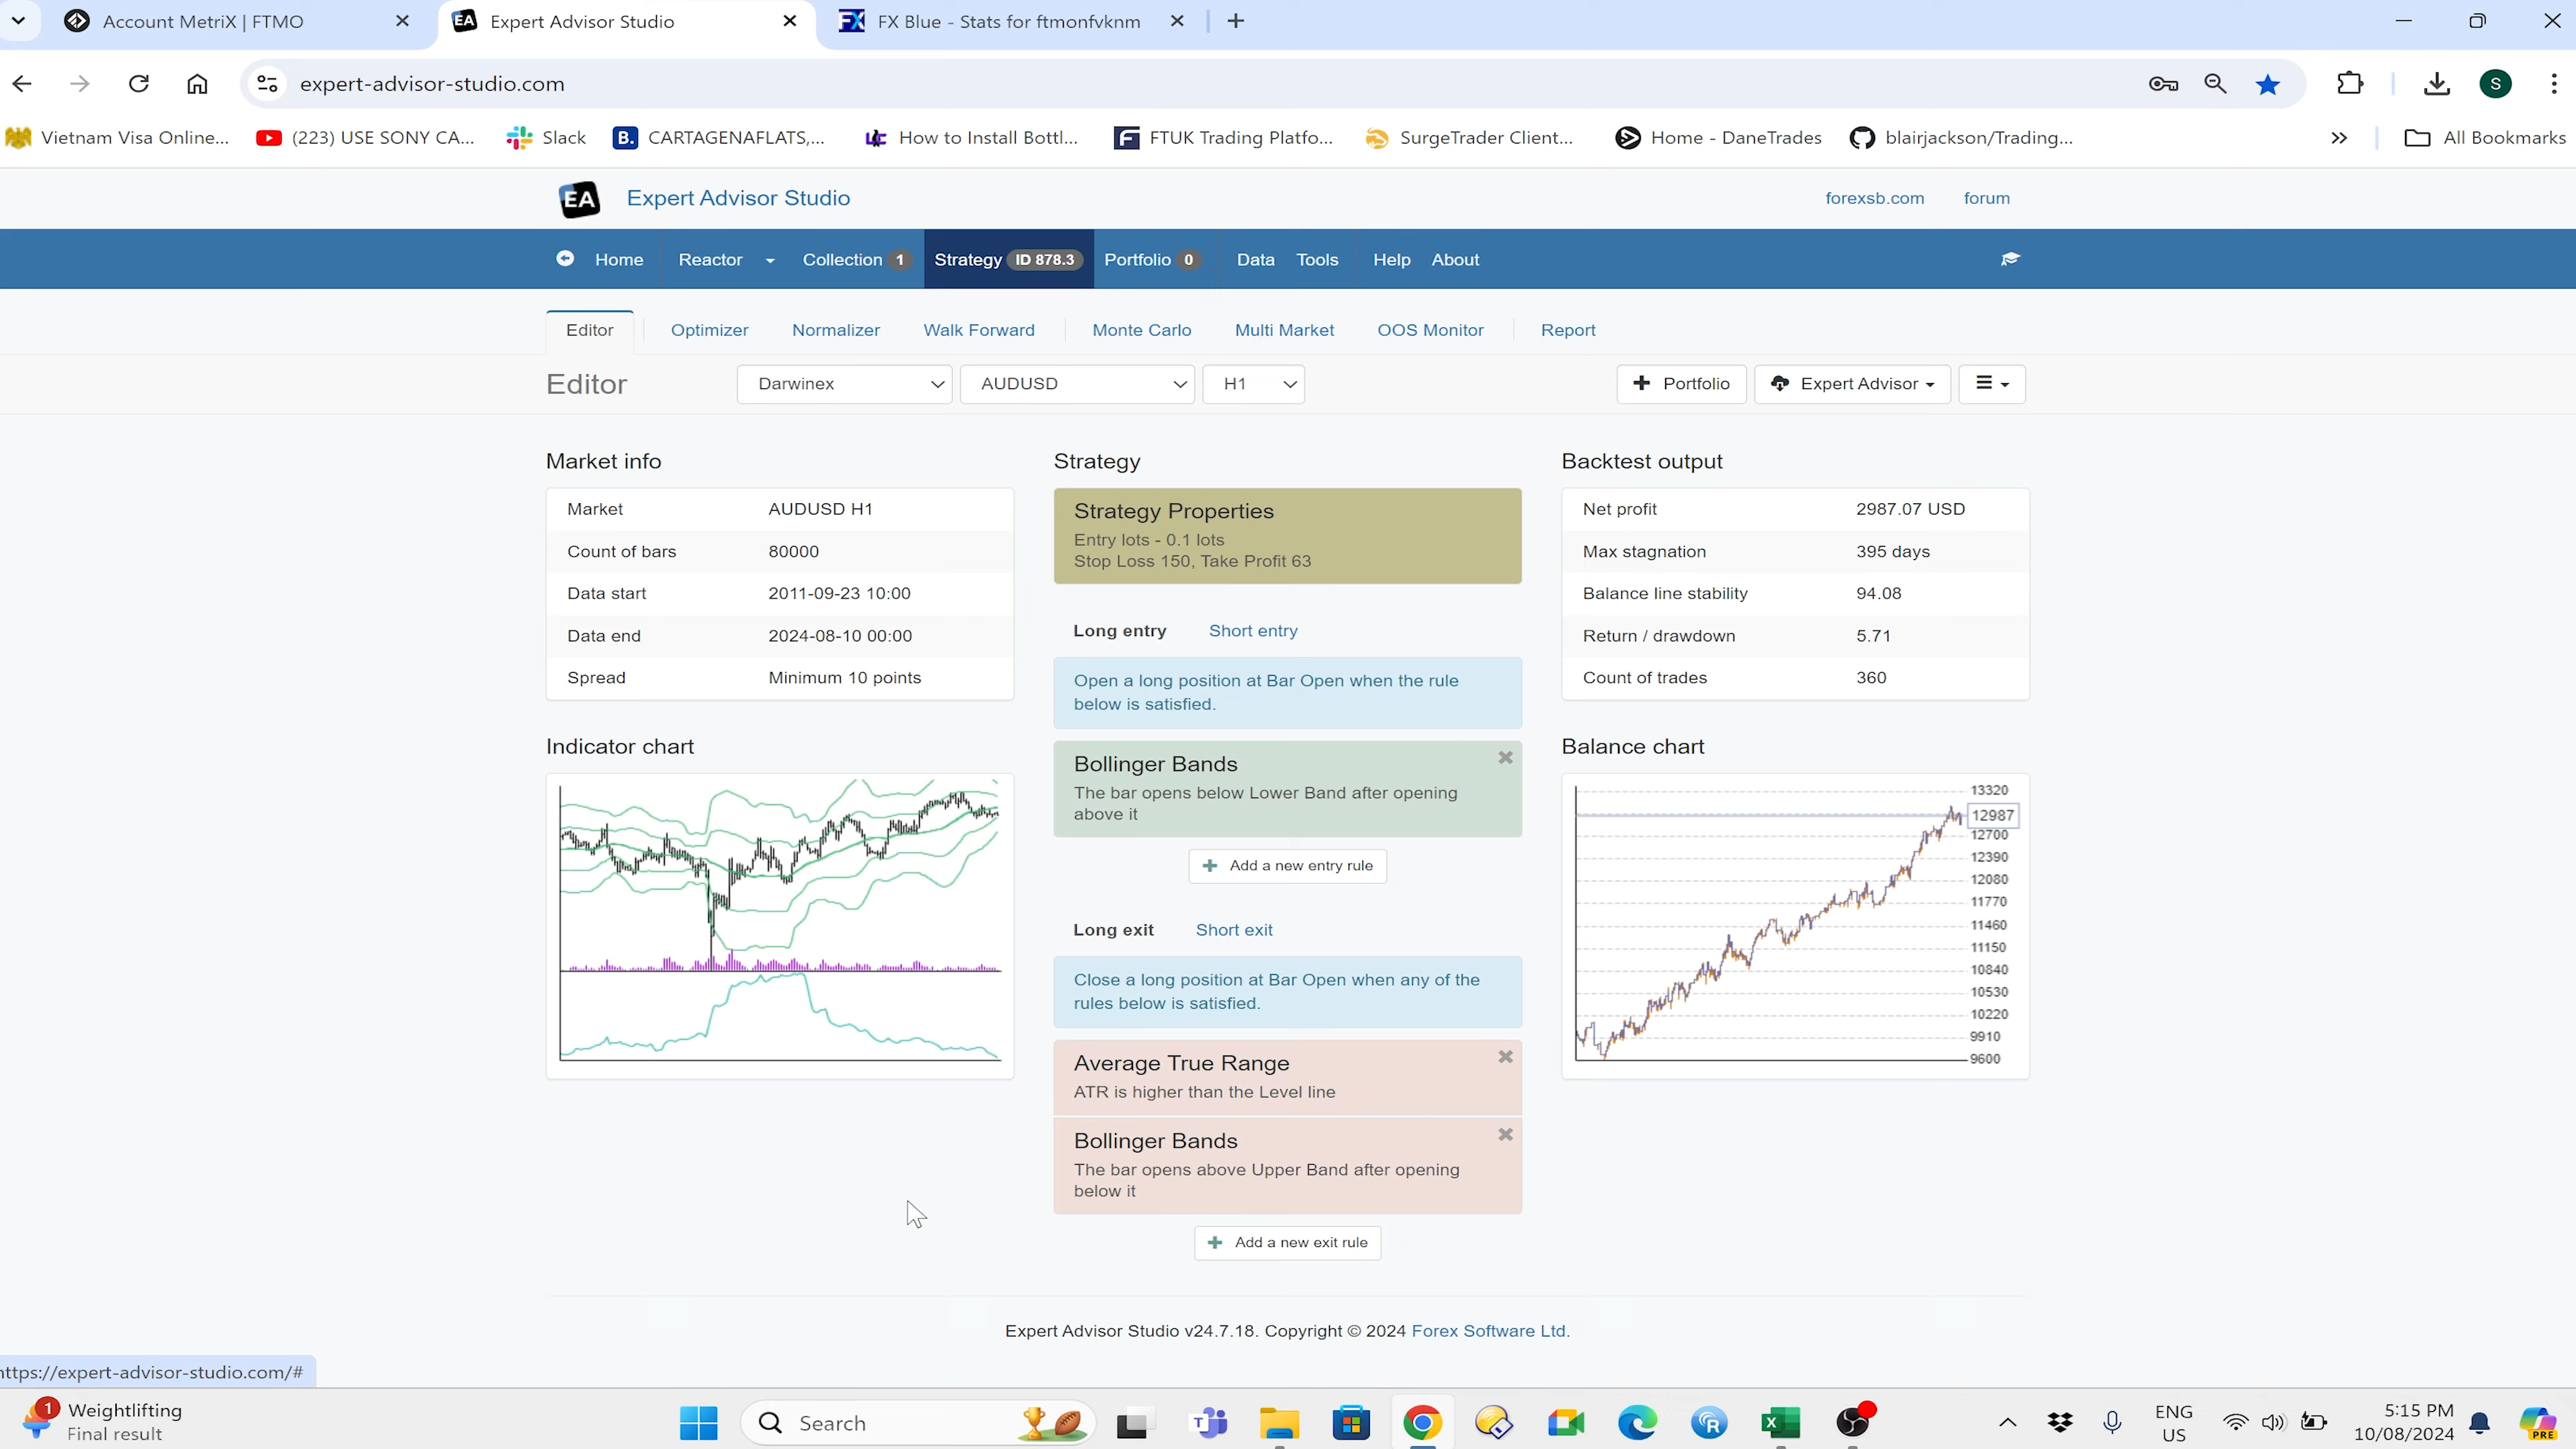 Account MetriX | FTMO
EA Expert Advisor Studio
FX FX Blue - Stats for ftmonfvknm
expert-advisor-studio.com
S
Vietnam Visa Online...
(223) USE SONY CA...
Slack
B. CARTAGENAFLATS,...
How to Install Bottl...
FTUK Trading Platfo...
SurgeTrader Client...
Home - DaneTrades
blairjackson/Trading...
All Bookmarks
EA Expert Advisor Studio
forexsb.com
forum
Home
Reactor
Collection 1
Strategy ID 878.3
Portfolio 0
Data
Tools
Help
About
Editor
Optimizer
Normalizer
Walk Forward
Monte Carlo
Multi Market
OOS Monitor
Report
Editor
Darwinex
AUDUSD
H1
Portfolio
Expert Advisor
Market info
Market AUDUSD H1
Count of bars 80000
Data start 2011-09-23 10:00
Data end 2024-08-10 00:00
Spread Minimum 10 points
Indicator chart
Strategy
Strategy Properties
Entry lots - 0.1 lots
Stop Loss 150, Take Profit 63
Long entry
Short entry
Open a long position at Bar Open when the rule
below is satisfied.
Bollinger Bands
The bar opens below Lower Band after opening
above it
Add a new entry rule
Long exit
Short exit
Close a long position at Bar Open when any of the
rules below is satisfied.
Average True Range
ATR is higher than the Level line
Bollinger Bands
The bar opens above Upper Band after opening
below it
Add a new exit rule
Backtest output
Net profit 2987.07 USD
Max stagnation 395 days
Balance line stability 94.08
Return / drawdown 5.71
Count of trades 360
Balance chart
13320
12987
12700
12390
12080
11770
11460
11150
10840
10530
10220
9910
9600
Expert Advisor Studio v24.7.18. Copyright © 2024 Forex Software Ltd.
https://expert-advisor-studio.com/#
1
Weightlifting
Final result
Search
ENG
US
5:15 PM
10/08/2024
PRE